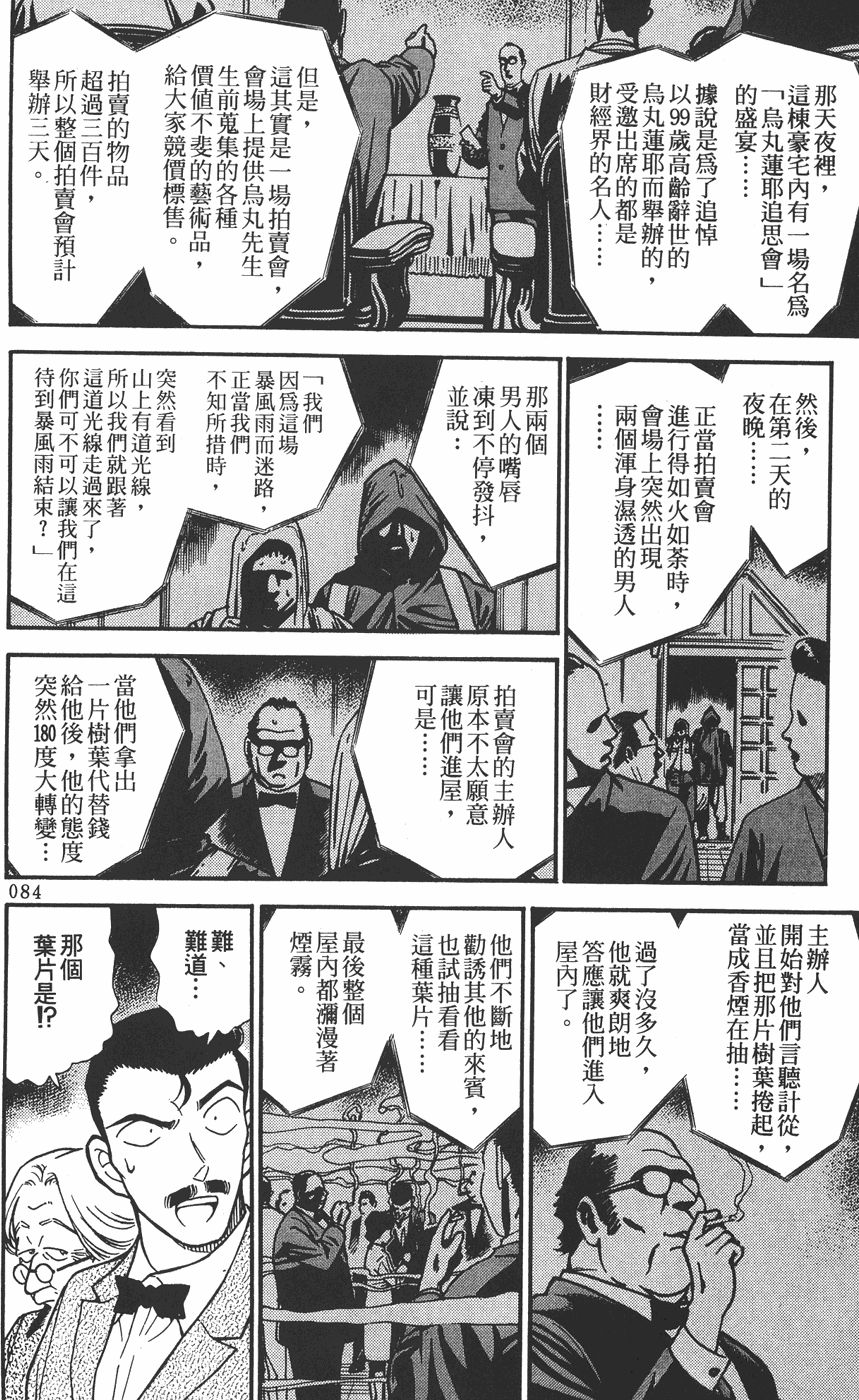 那天夜裡，
這棟豪宅內有一場名爲
「烏丸蓮耶追思會」
的盛宴……
據說是爲了追悼
以99歲高齡辭世的
烏丸蓮耶而舉辦的，
受邀出席的都是
財經界的名人……
但是，
這其實是一場拍賣會，
會場上提供烏丸先生
生前蒐集的各種
價值不斐的藝術品，
給大家競價標售。
拍賣的物品
超過三百件，
所以整個拍賣會預計
舉辦三天。
然後，
在第二天的
夜晚……
正當拍賣會
進行得如火如荼時，
會場上突然出現
兩個渾身濕透的男人
……
那兩個
男人的嘴唇
凍到不停發抖，
並說：
「我們
因爲這場
暴風雨而迷路，
正當我們
不知所措時，
突然看到
山上有道光線，
所以我們就跟著
這道光線走過來了，
你們可不可以讓我們在這
待到暴風雨結束？」
拍賣會的主辦人
原本不太願意
讓他們進屋，
可是……
當他們拿出
一片樹葉代替錢
給他後，他的態度
突然180度大轉變…
084
主辦人
開始對他們言聽計從，
並且把那片樹葉捲起，
當成香煙在抽……
過了沒多久，
他就爽朗地
答應讓他們進入
屋內了。
他們不斷地
勸誘其他的來賓，
也試抽看看
這種葉片……
最後整個
屋內都瀰漫著
煙霧。
難、
難道…
那個
葉片是!?